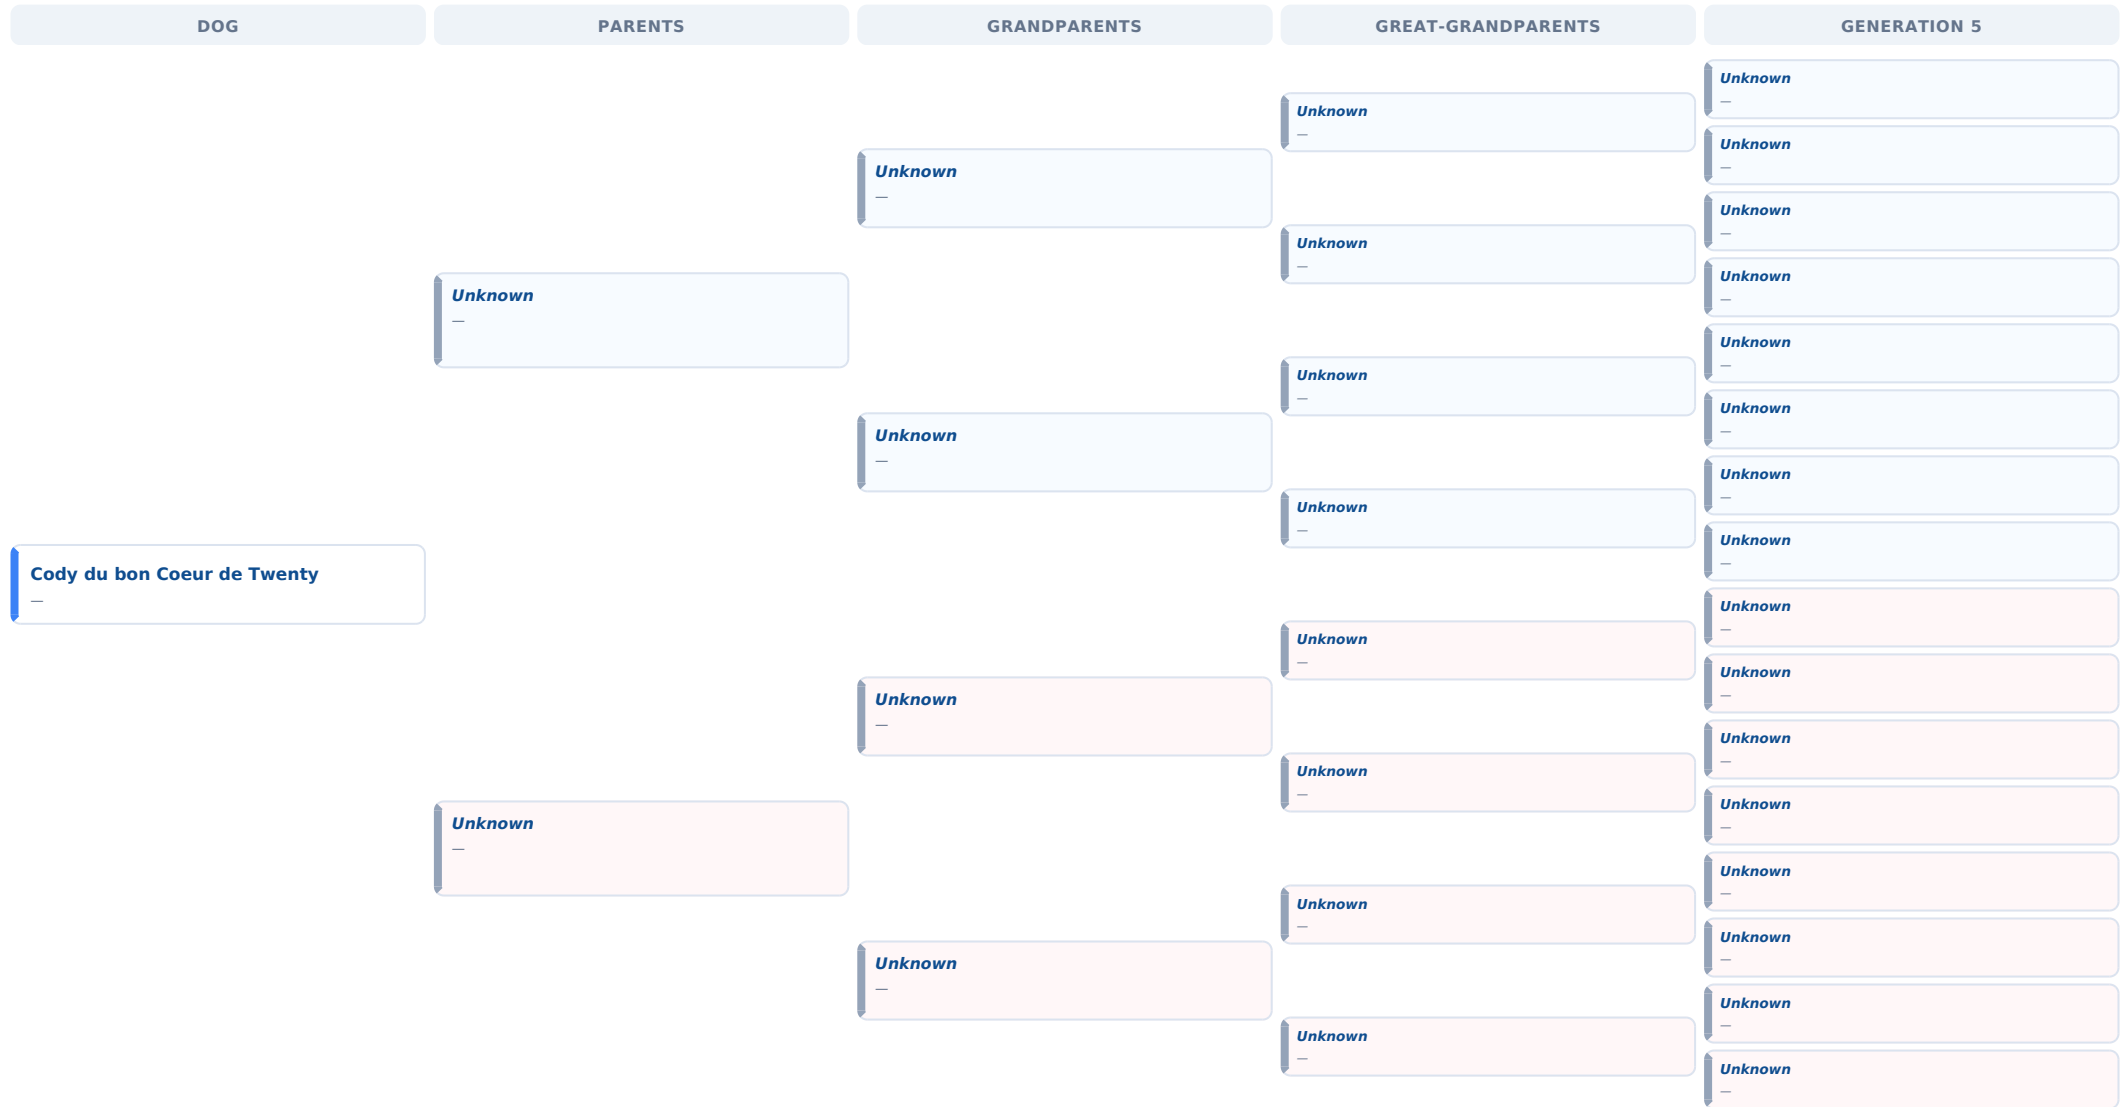 DOG
PARENTS
GRANDPARENTS
GREAT-GRANDPARENTS
GENERATION 5
Cody du bon Coeur de Twenty
—
Unknown
—
Unknown
—
Unknown
—
Unknown
—
Unknown
—
Unknown
—
Unknown
—
Unknown
—
Unknown
—
Unknown
—
Unknown
—
Unknown
—
Unknown
—
Unknown
—
Unknown
—
Unknown
—
Unknown
—
Unknown
—
Unknown
—
Unknown
—
Unknown
—
Unknown
—
Unknown
—
Unknown
—
Unknown
—
Unknown
—
Unknown
—
Unknown
—
Unknown
—
Unknown
—